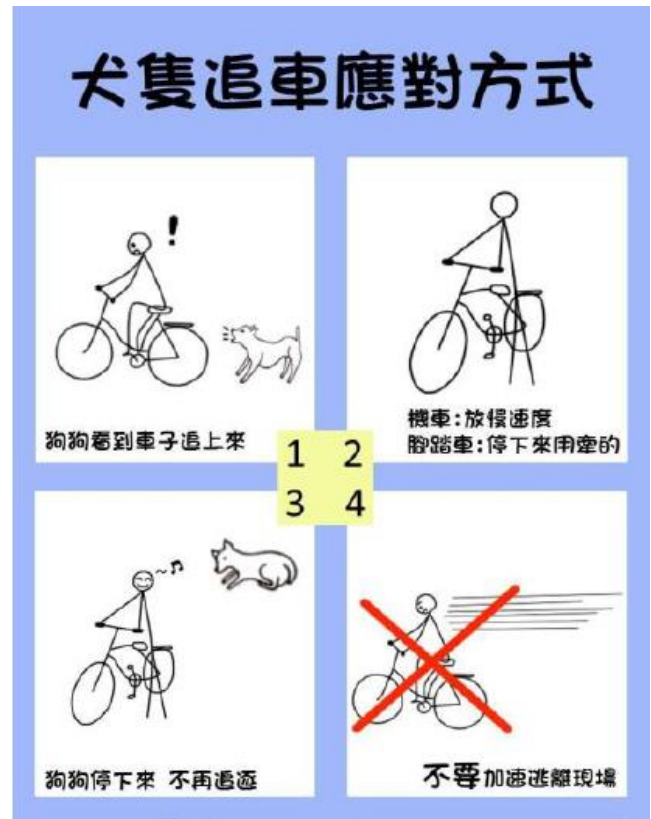 犬隻追車應對方式
!
狗狗看到車子追上來
機車:放慢速度
腳踏車:停下來用牽的
1 2
3 4
狗狗停下來 不再追逐
不要加速逃離現場